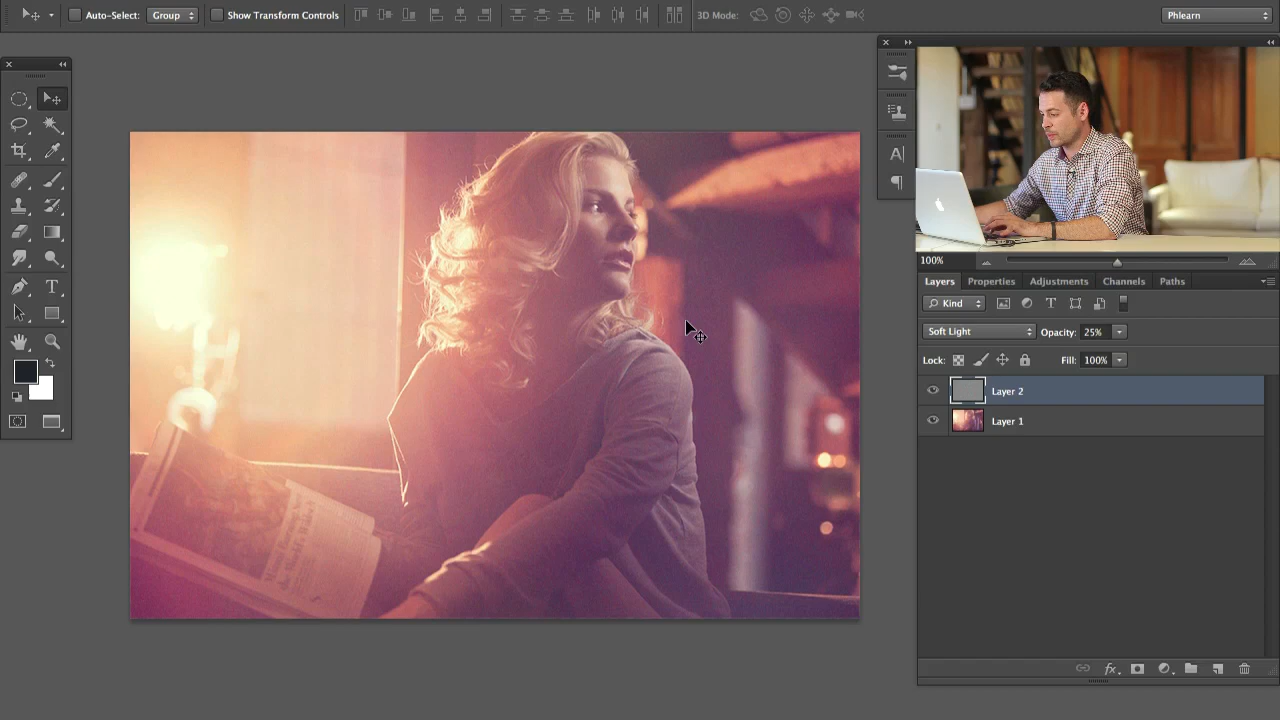 Auto-Select: Group Show Transform Controls 3D Mode: Phlearn
100%
Layers Properties Adjustments Channels Paths
Kind T
Soft Light Opacity: 25%
Lock: Fill: 100%
Layer 2
Layer 1
fx